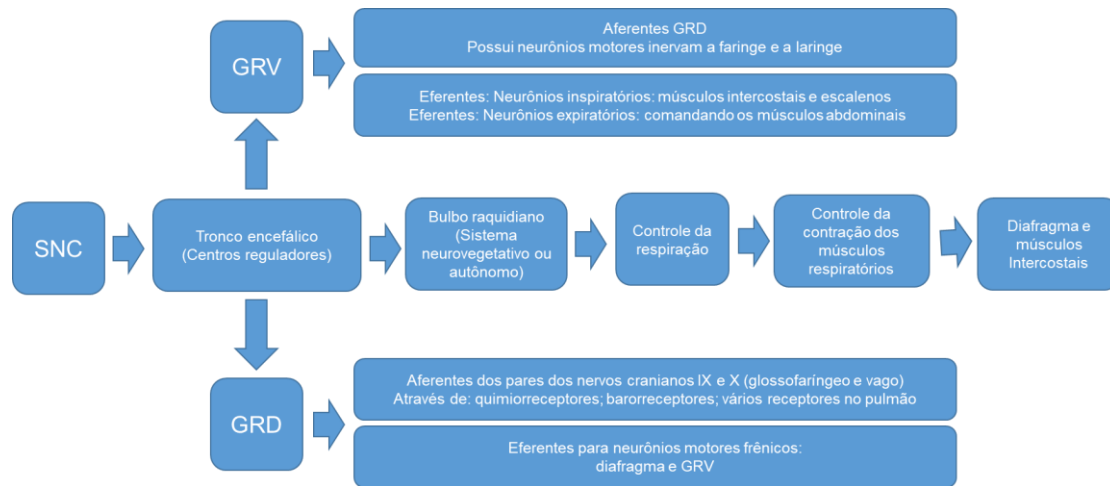 GRV
Aferentes GRD
Possui neurônios motores inervam a faringe e a laringe
Eferentes: Neurônios inspiratórios: músculos intercostais e escalenos
Eferentes: Neurônios expiratórios: comandando os músculos abdominais
SNC
Tronco encefálico
(Centros reguladores)
Bulbo raquidiano
(Sistema
neurovegetativo ou
autônomo)
Controle da
respiração
Controle da
contração dos
músculos
respiratórios
Diafragma e
músculos
Intercostais
GRD
Aferentes dos pares dos nervos cranianos IX e X (glossofaríngeo e vago)
Através de: quimiorreceptores; barorreceptores; vários receptores no pulmão
Eferentes para neurônios motores frênicos:
diafragma e GRV